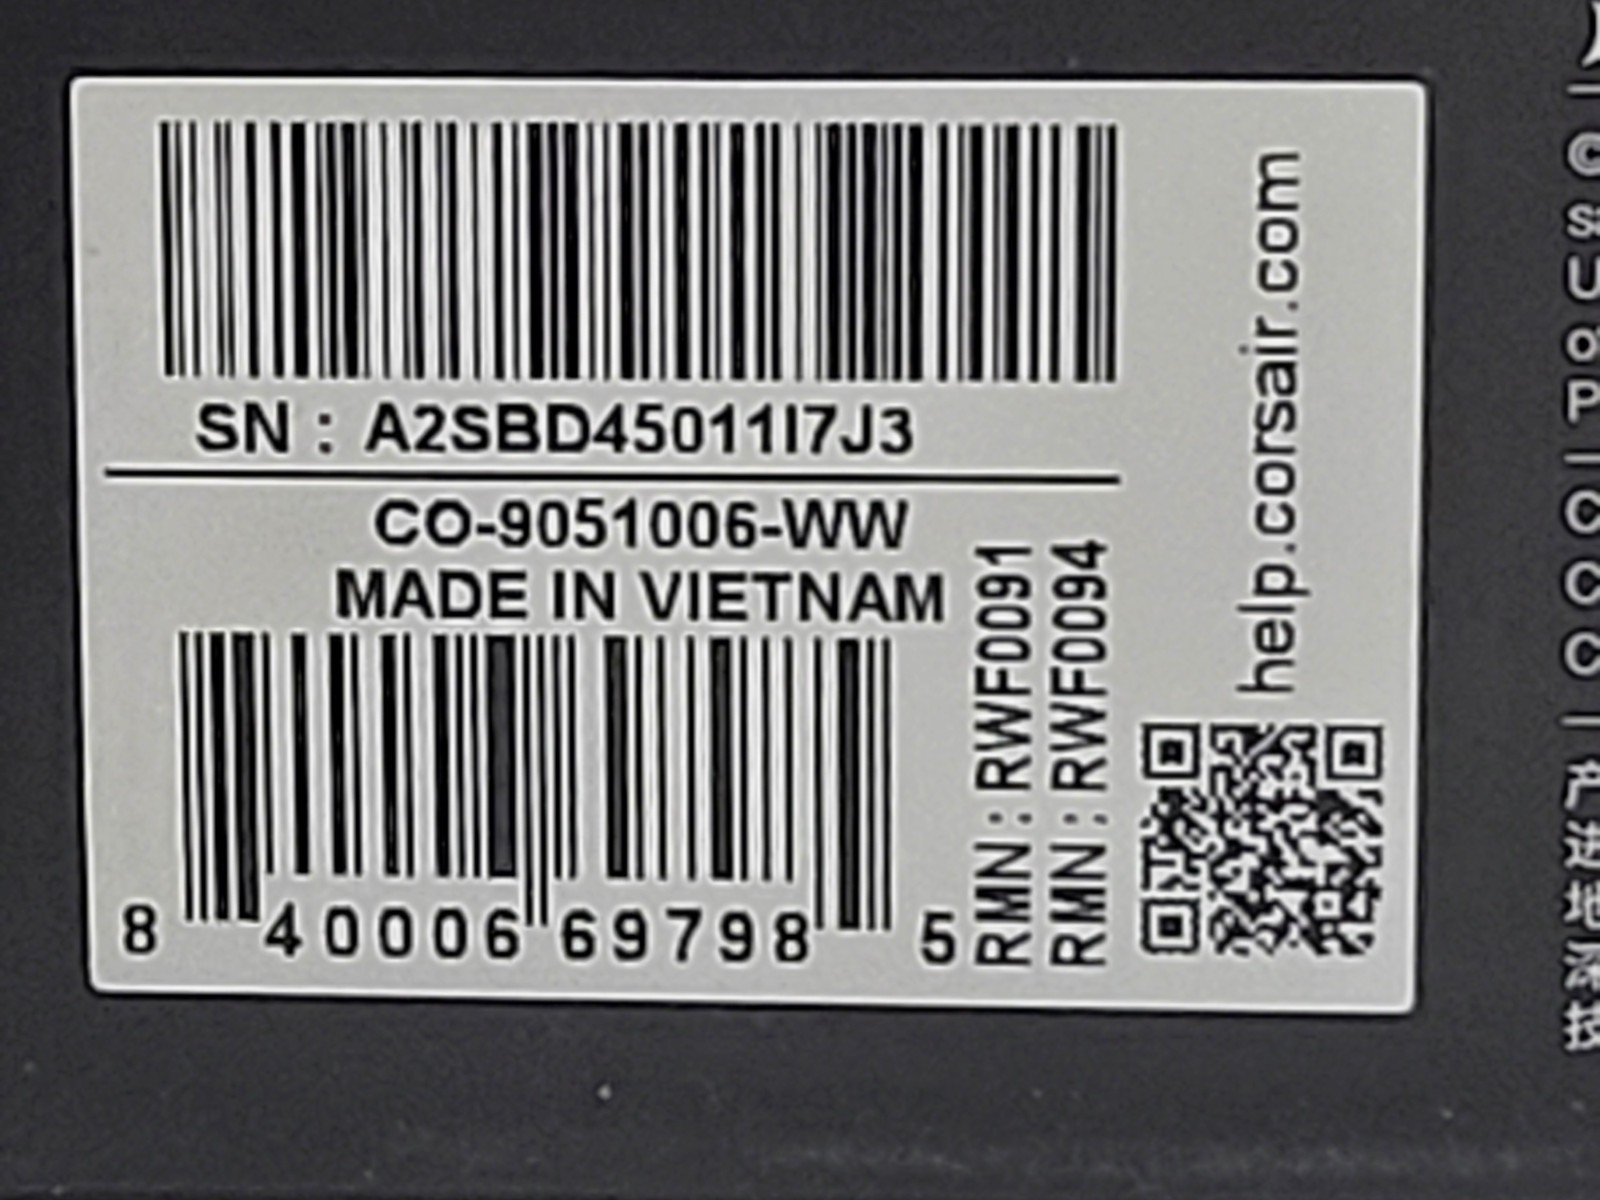 SN : A2SBD45011I7J3
CO-9051006-WW
MADE IN VIETNAM
8 40006 69798 5
RMN : RWF0091
RMN : RWF0094
help.corsair.com